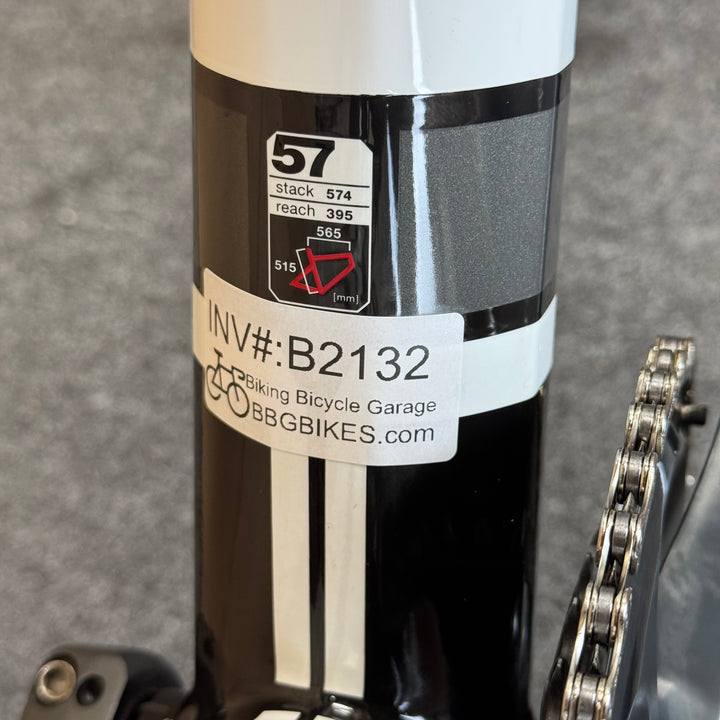 57
stack 574
reach 395
565
515
[mm]
INV#:B2132
Biking Bicycle Garage
BBGBIKES.com